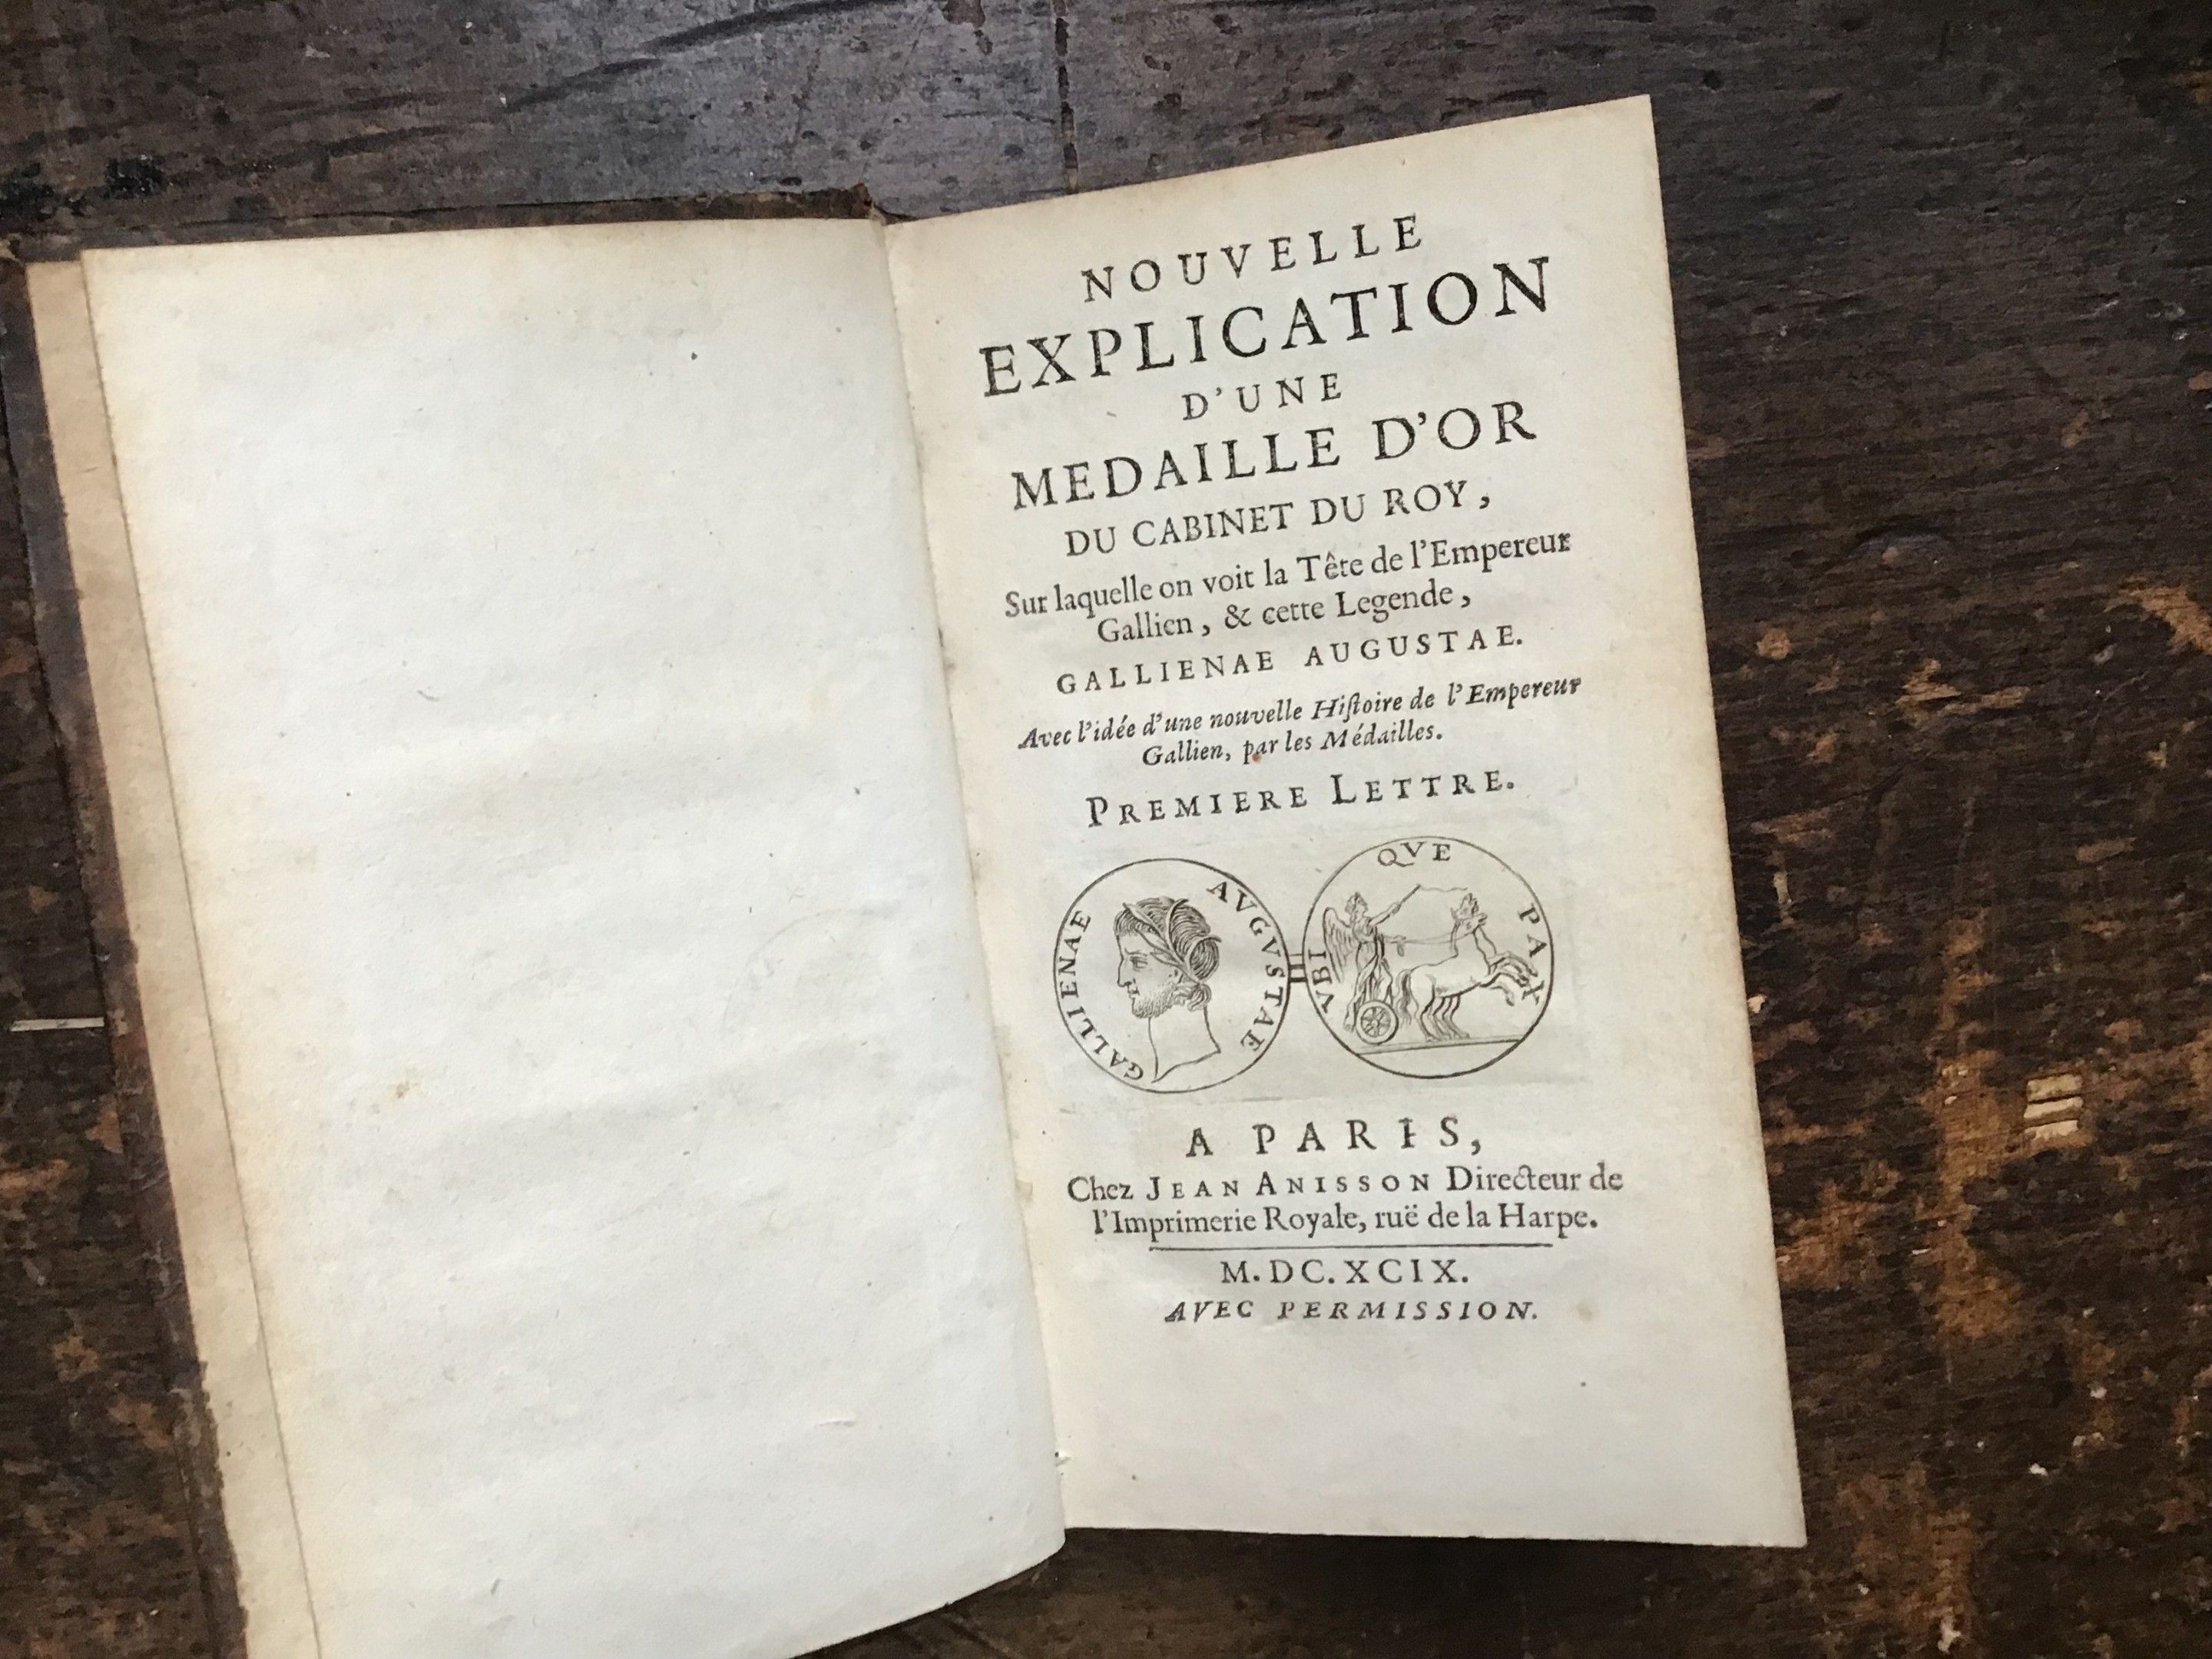 NOUVELLE
EXPLICATION
D'UNE
MEDAILLE D'OR
DU CABINET DU ROY,
Sur laquelle on voit la Tête de l'Empereur
Gallien, & cette Legende,
GALLIENAE AUGUSTAE.
Avec l'idée d'une nouvelle Hiſtoire de l'Empereur
Gallien, par les Médailles.
PREMIERE LETTRE.
GALLIENAE AVGVSTAE
VBI QVE PAX
A PARIS,
Chez JEAN ANISSON Directeur de
l'Imprimerie Royale, ruë de la Harpe.
M. DC. XCIX.
AVEC PERMISSION.